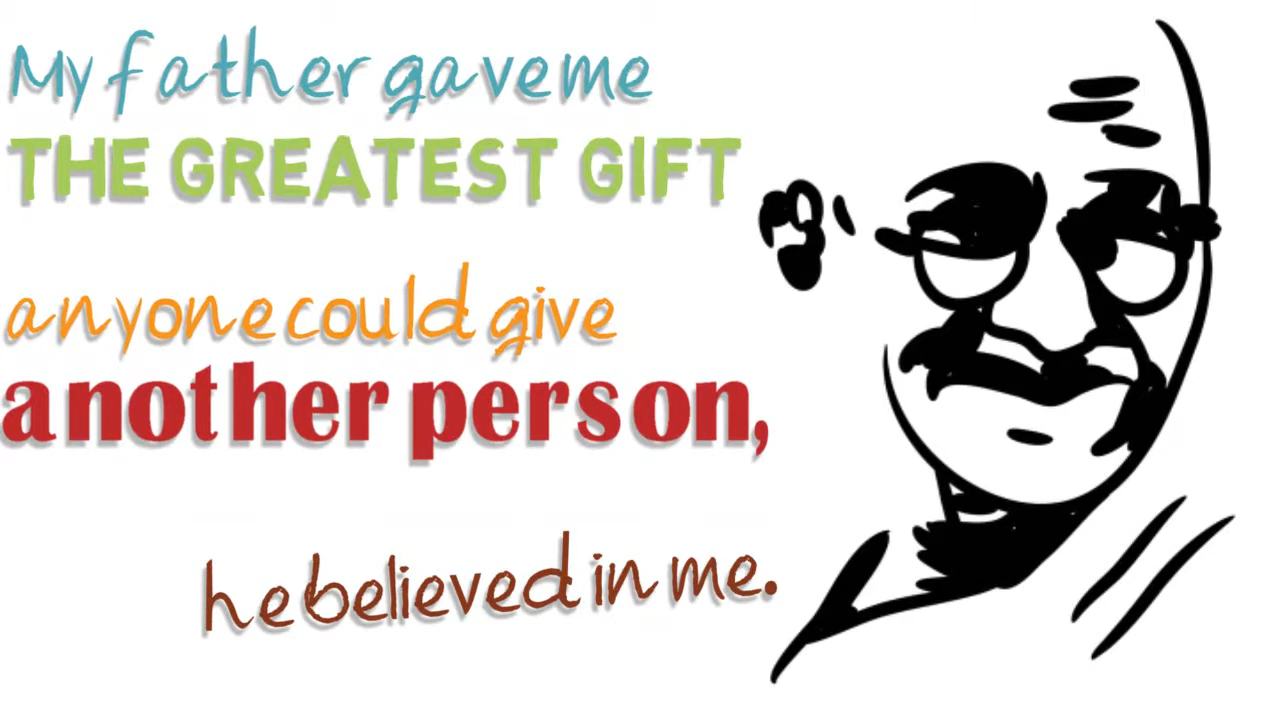 My father gave me
THE GREATEST GIFT
anyone could give
another person,
he believed in me.